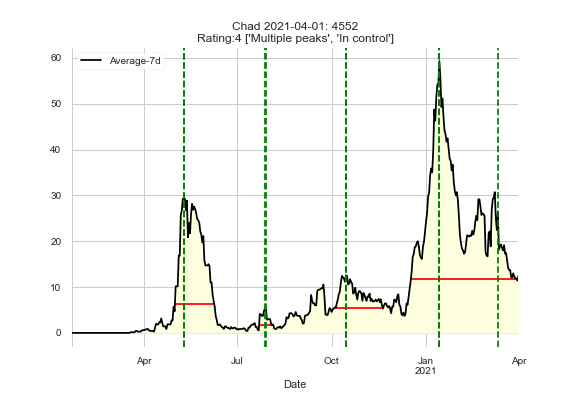 Chad 2021-04-01: 4552
Rating:4 ['Multiple peaks', 'In control']
Average-7d
60
50
40
30
20
10
0
Apr
Jul
Oct
Jan
2021
Apr
Date